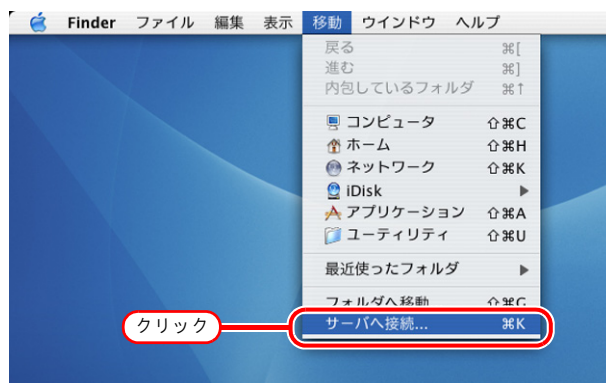 Finder ファイル 編集 表示 移動 ウインドウ ヘルプ
戻る ⌘[
進む ⌘]
内包しているフォルダ ⌘↑
コンピュータ ⇧⌘C
ホーム ⇧⌘H
ネットワーク ⇧⌘K
iDisk ▶
アプリケーション ⇧⌘A
ユーティリティ ⇧⌘U
最近使ったフォルダ ▶
フォルダへ移動 ⇧⌘G
サーバへ接続... ⌘K
クリック